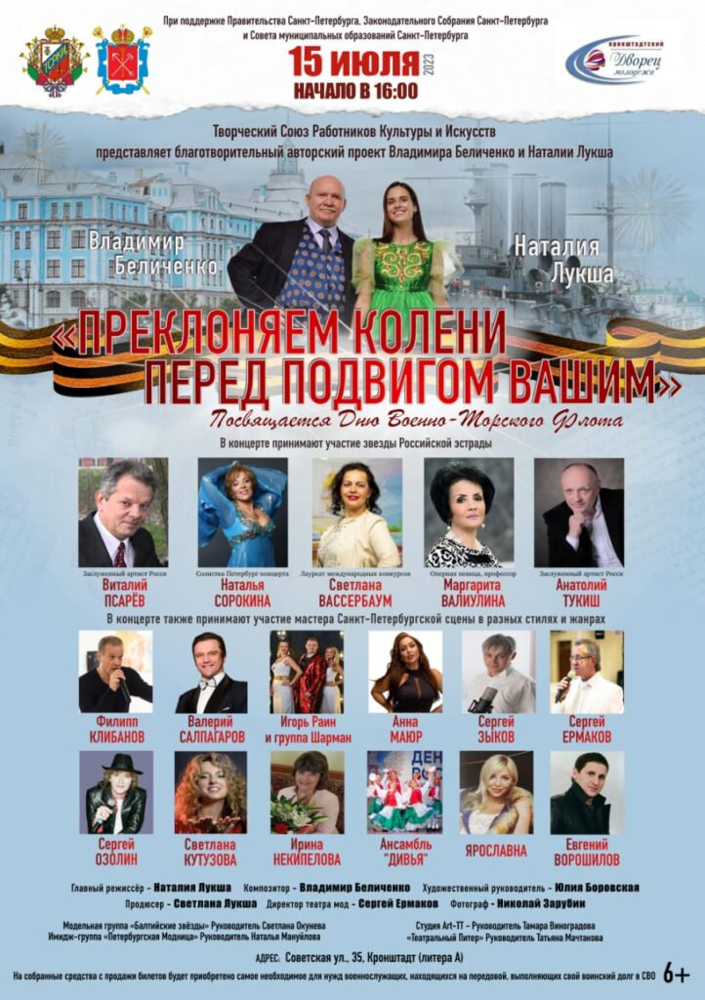 При поддержке Правительства Санкт-Петербурга, Законодательного Собрания Санкт-Петербурга
и Совета муниципальных образований Санкт-Петербурга
15 ИЮЛЯ 2023
НАЧАЛО В 16:00
КРОНШТАДТСКИЙ
Дворец
молодежи
Творческий Союз Работников Культуры и Искусств
представляет благотворительный авторский проект Владимира Беличенко и Наталии Лукша
Владимир
Беличенко
Наталия
Лукша
«ПРЕКЛОНЯЕМ КОЛЕНИ
ПЕРЕД ПОДВИГОМ ВАШИМ»
Посвящается Дню Военно-Морского Флота
В концерте принимают участие звезды Российской эстрады
Заслуженный артист Росси
Солистка Петербург-концерта
Лауреат международных конкурсов
Оперная певица, профессор
Заслуженный артист Росси
Виталий
ПСАРЁВ
Наталья
СОРОКИНА
Светлана
ВАССЕРБАУМ
Маргарита
ВАЛИУЛИНА
Анатолий
ТУКИШ
В концерте также принимают участие мастера Санкт-Петербургской сцены в разных стилях и жанрах
Филипп
КЛИБАНОВ
Валерий
САЛПАГАРОВ
Игорь Раин
и группа Шарман
Анна
МАЮР
Сергей
ЗЫКОВ
Сергей
ЕРМАКОВ
Сергей
ОЗОЛИН
Светлана
КУТУЗОВА
Ирина
НЕКИПЕЛОВА
Ансамбль
"ДИВЬЯ"
ЯРОСЛАВНА
Евгений
ВОРОШИЛОВ
Главный режиссёр - Наталия Лукша Композитор - Владимир Беличенко Художественный руководитель - Юлия Боровская
Продюсер - Светлана Лукша Директор театра мод - Сергей Ермаков Фотограф - Николай Зарубин
Модельная группа «Балтийские звёзды» Руководитель Светлана Окунева
Имидж-группа «Петербургская Модница» Руководитель Наталья Мануйлова
Студия Art-TT - Руководитель Тамара Виноградова
«Театральный Питер» Руководитель Татьяна Мачтакова
АДРЕС: Советская ул., 35, Кронштадт (литера А)
На собранные средства с продажи билетов будет приобретено самое необходимое для нужд военнослужащих, находящихся на передовой, выполняющих свой воинский долг в СВО 6+